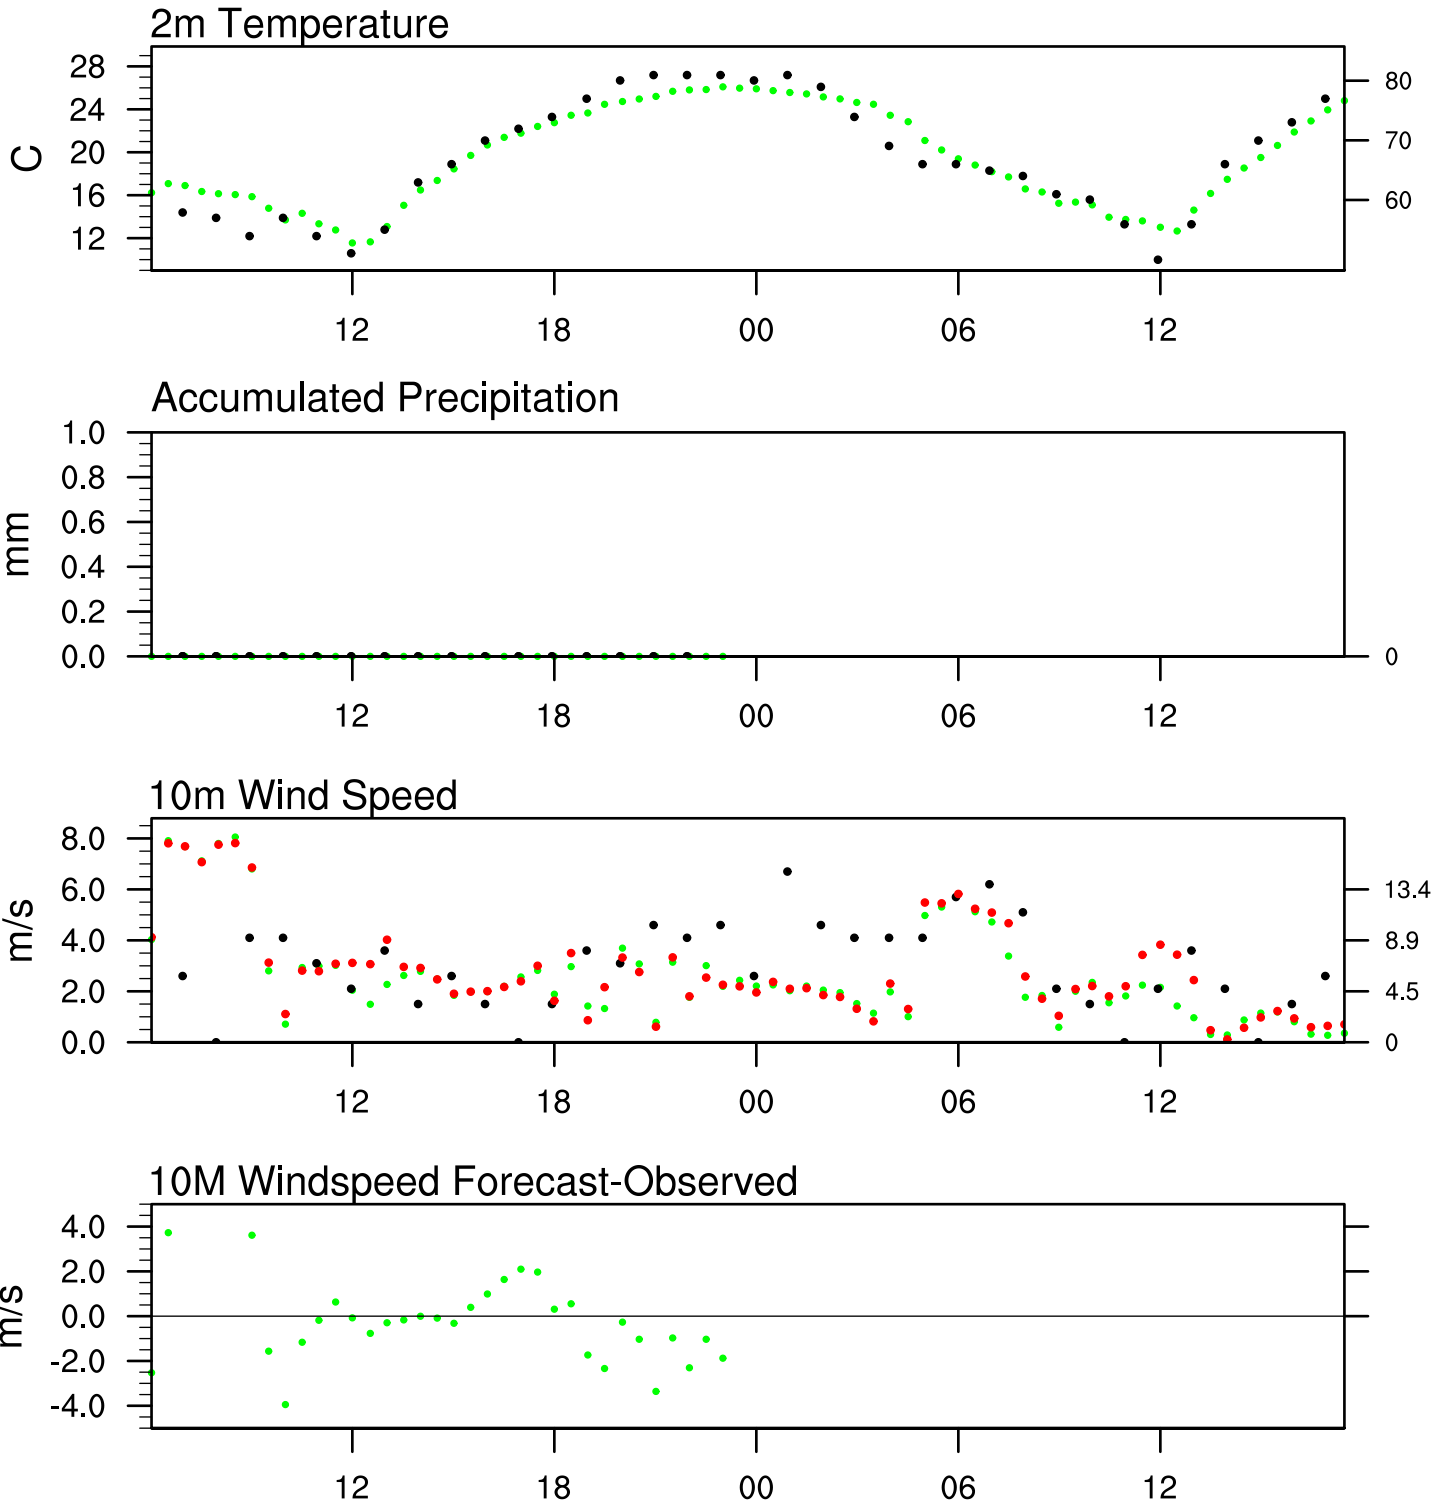 2m Temperature
28
24
20
16
12
C
80
70
60
12 18 00 06 12
Accumulated Precipitation
1.0
0.8
0.6
0.4
0.2
0.0
mm
0
12 18 00 06 12
10m Wind Speed
8.0
6.0
4.0
2.0
0.0
m/s
13.4
8.9
4.5
0
12 18 00 06 12
10M Windspeed Forecast-Observed
4.0
2.0
0.0
-2.0
-4.0
m/s
12 18 00 06 12